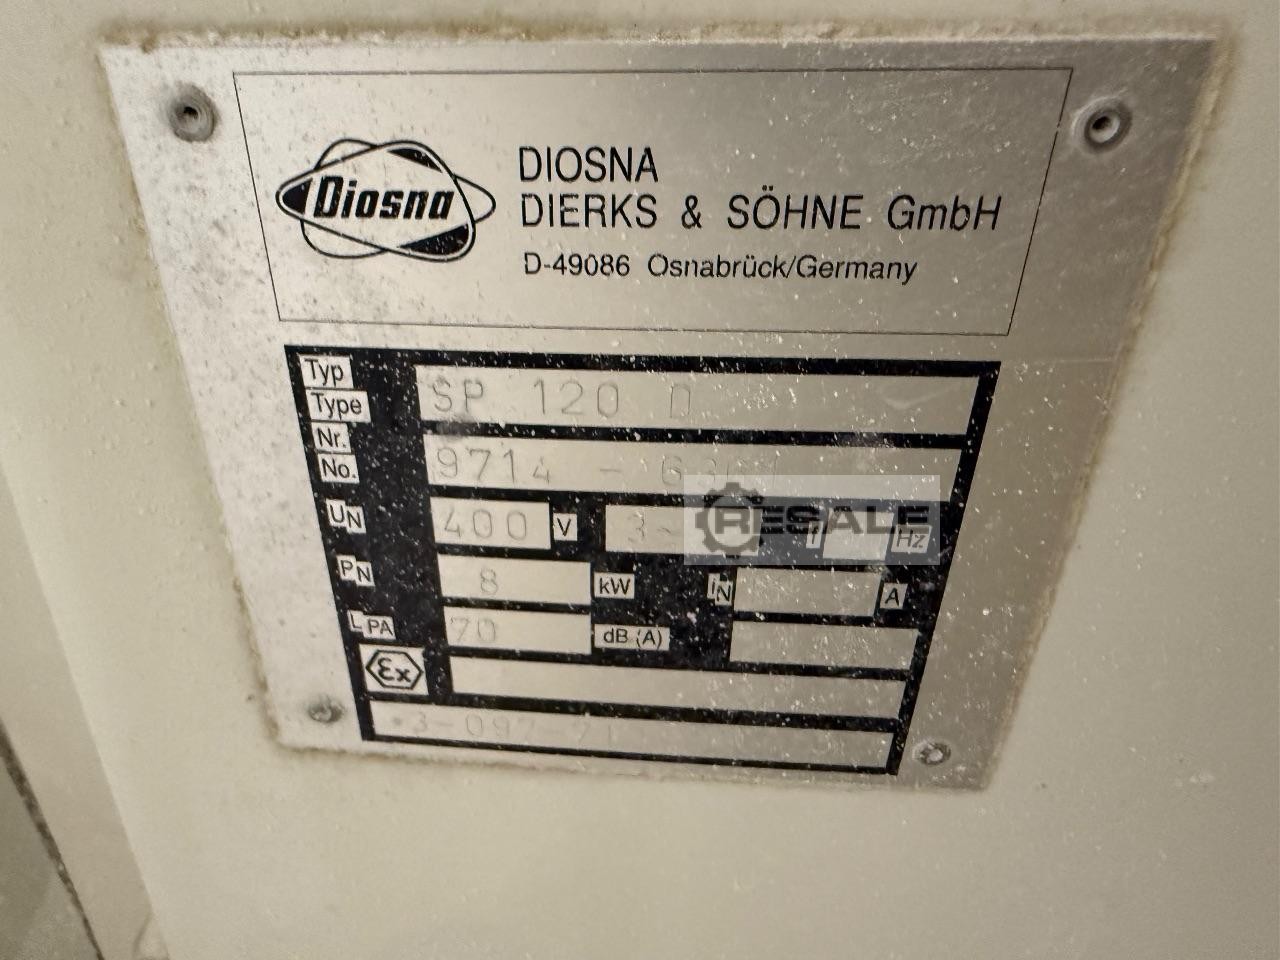 Diosna
DIOSNA
DIERKS & SÖHNE GmbH
D-49086 Osnabrück/Germany
Typ
Type
SP 120 D
Nr.
No.
9714 -
UN 400 V 3~ f Hz
RESALE
PN 8 kW IN A
LPA 70 dB (A)
Ex